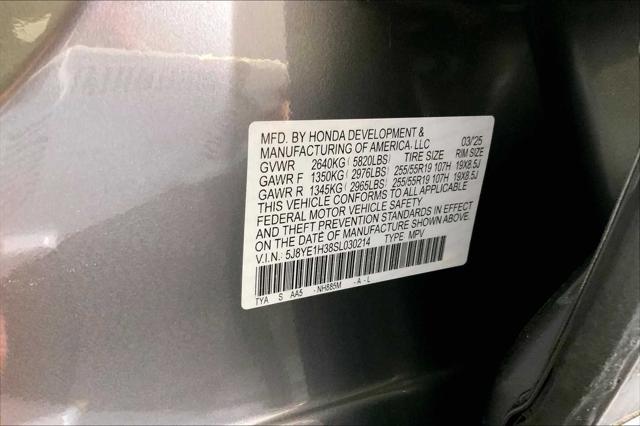 MFD. BY HONDA DEVELOPMENT &
MANUFACTURING OF AMERICA, LLC 03/'25
GVWR 2640KG ( 5820LBS ) TIRE SIZE RIM SIZE
GAWR F 1350KG ( 2976LBS ) 255/55R19 107H 19X8.5J
GAWR R 1345KG ( 2965LBS ) 255/55R19 107H 19X8.5J
THIS VEHICLE CONFORMS TO ALL APPLICABLE
FEDERAL MOTOR VEHICLE SAFETY
AND THEFT PREVENTION STANDARDS IN EFFECT
ON THE DATE OF MANUFACTURE SHOWN ABOVE.
V.I.N.: 5J8YE1H38SL030214 TYPE: MPV
TYA S AA5 -NH885M -A -L